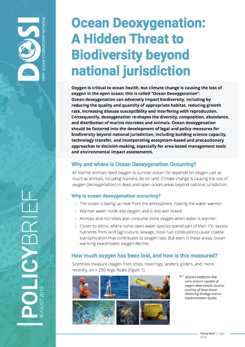 DOSI
DEEP OCEAN STEWARDSHIP INITIATIVE
POLICY BRIEF
Ocean Deoxygenation:
A Hidden Threat to
Biodiversity beyond
national jurisdiction
Oxygen is critical to ocean health, but climate change is causing the loss of
oxygen in the open ocean; this is called "Ocean Deoxygenation".
Ocean deoxygenation can adversely impact biodiversity, including by
reducing the quality and quantity of appropriate habitat, reducing growth
rate, increasing disease susceptibility and interfering with reproduction.
Consequently, deoxygenation re-shapes the diversity, composition, abundance,
and distribution of marine microbes and animals. Ocean deoxygenation
should be factored into the development of legal and policy measures for
biodiversity beyond national jurisdiction, including building science capacity,
technology transfer, and incorporating ecosystem-based and precautionary
approaches to decision-making, especially for area-based management tools
and environmental impact assessments.
Why and where is Ocean Deoxygenation Occurring?
All marine animals need oxygen to survive; ocean life depends on oxygen just as
much as animals, including humans, do on land. Climate change is causing the loss of
oxygen (deoxygenation) in deep and open ocean areas beyond national jurisdiction.
Why is ocean deoxygenation occurring?
- The ocean is taking up heat from the atmosphere, making the water warmer.
- Warmer water holds less oxygen and is less well mixed.
- Animals and microbes also consume more oxygen when water is warmer.
- Closer to shore, where some open water species spend part of their life, excess
nutrients from land (agriculture, sewage, fossil fuel combustion) cause coastal
eutrophication that contributes to oxygen loss. But even in these areas, ocean
warming exacerbates oxygen decline.
How much oxygen has been lost, and how is this measured?
Scientists measure oxygen from ships, moorings, landers, gliders, and, more
recently, on
Argo floats (Figure 1).
Selected platforms that
carry sensors capable of
oxygen observations (source:
courtesy of Deep Ocean
Observing Strategy Science
Implementation Guide).
Policy brief